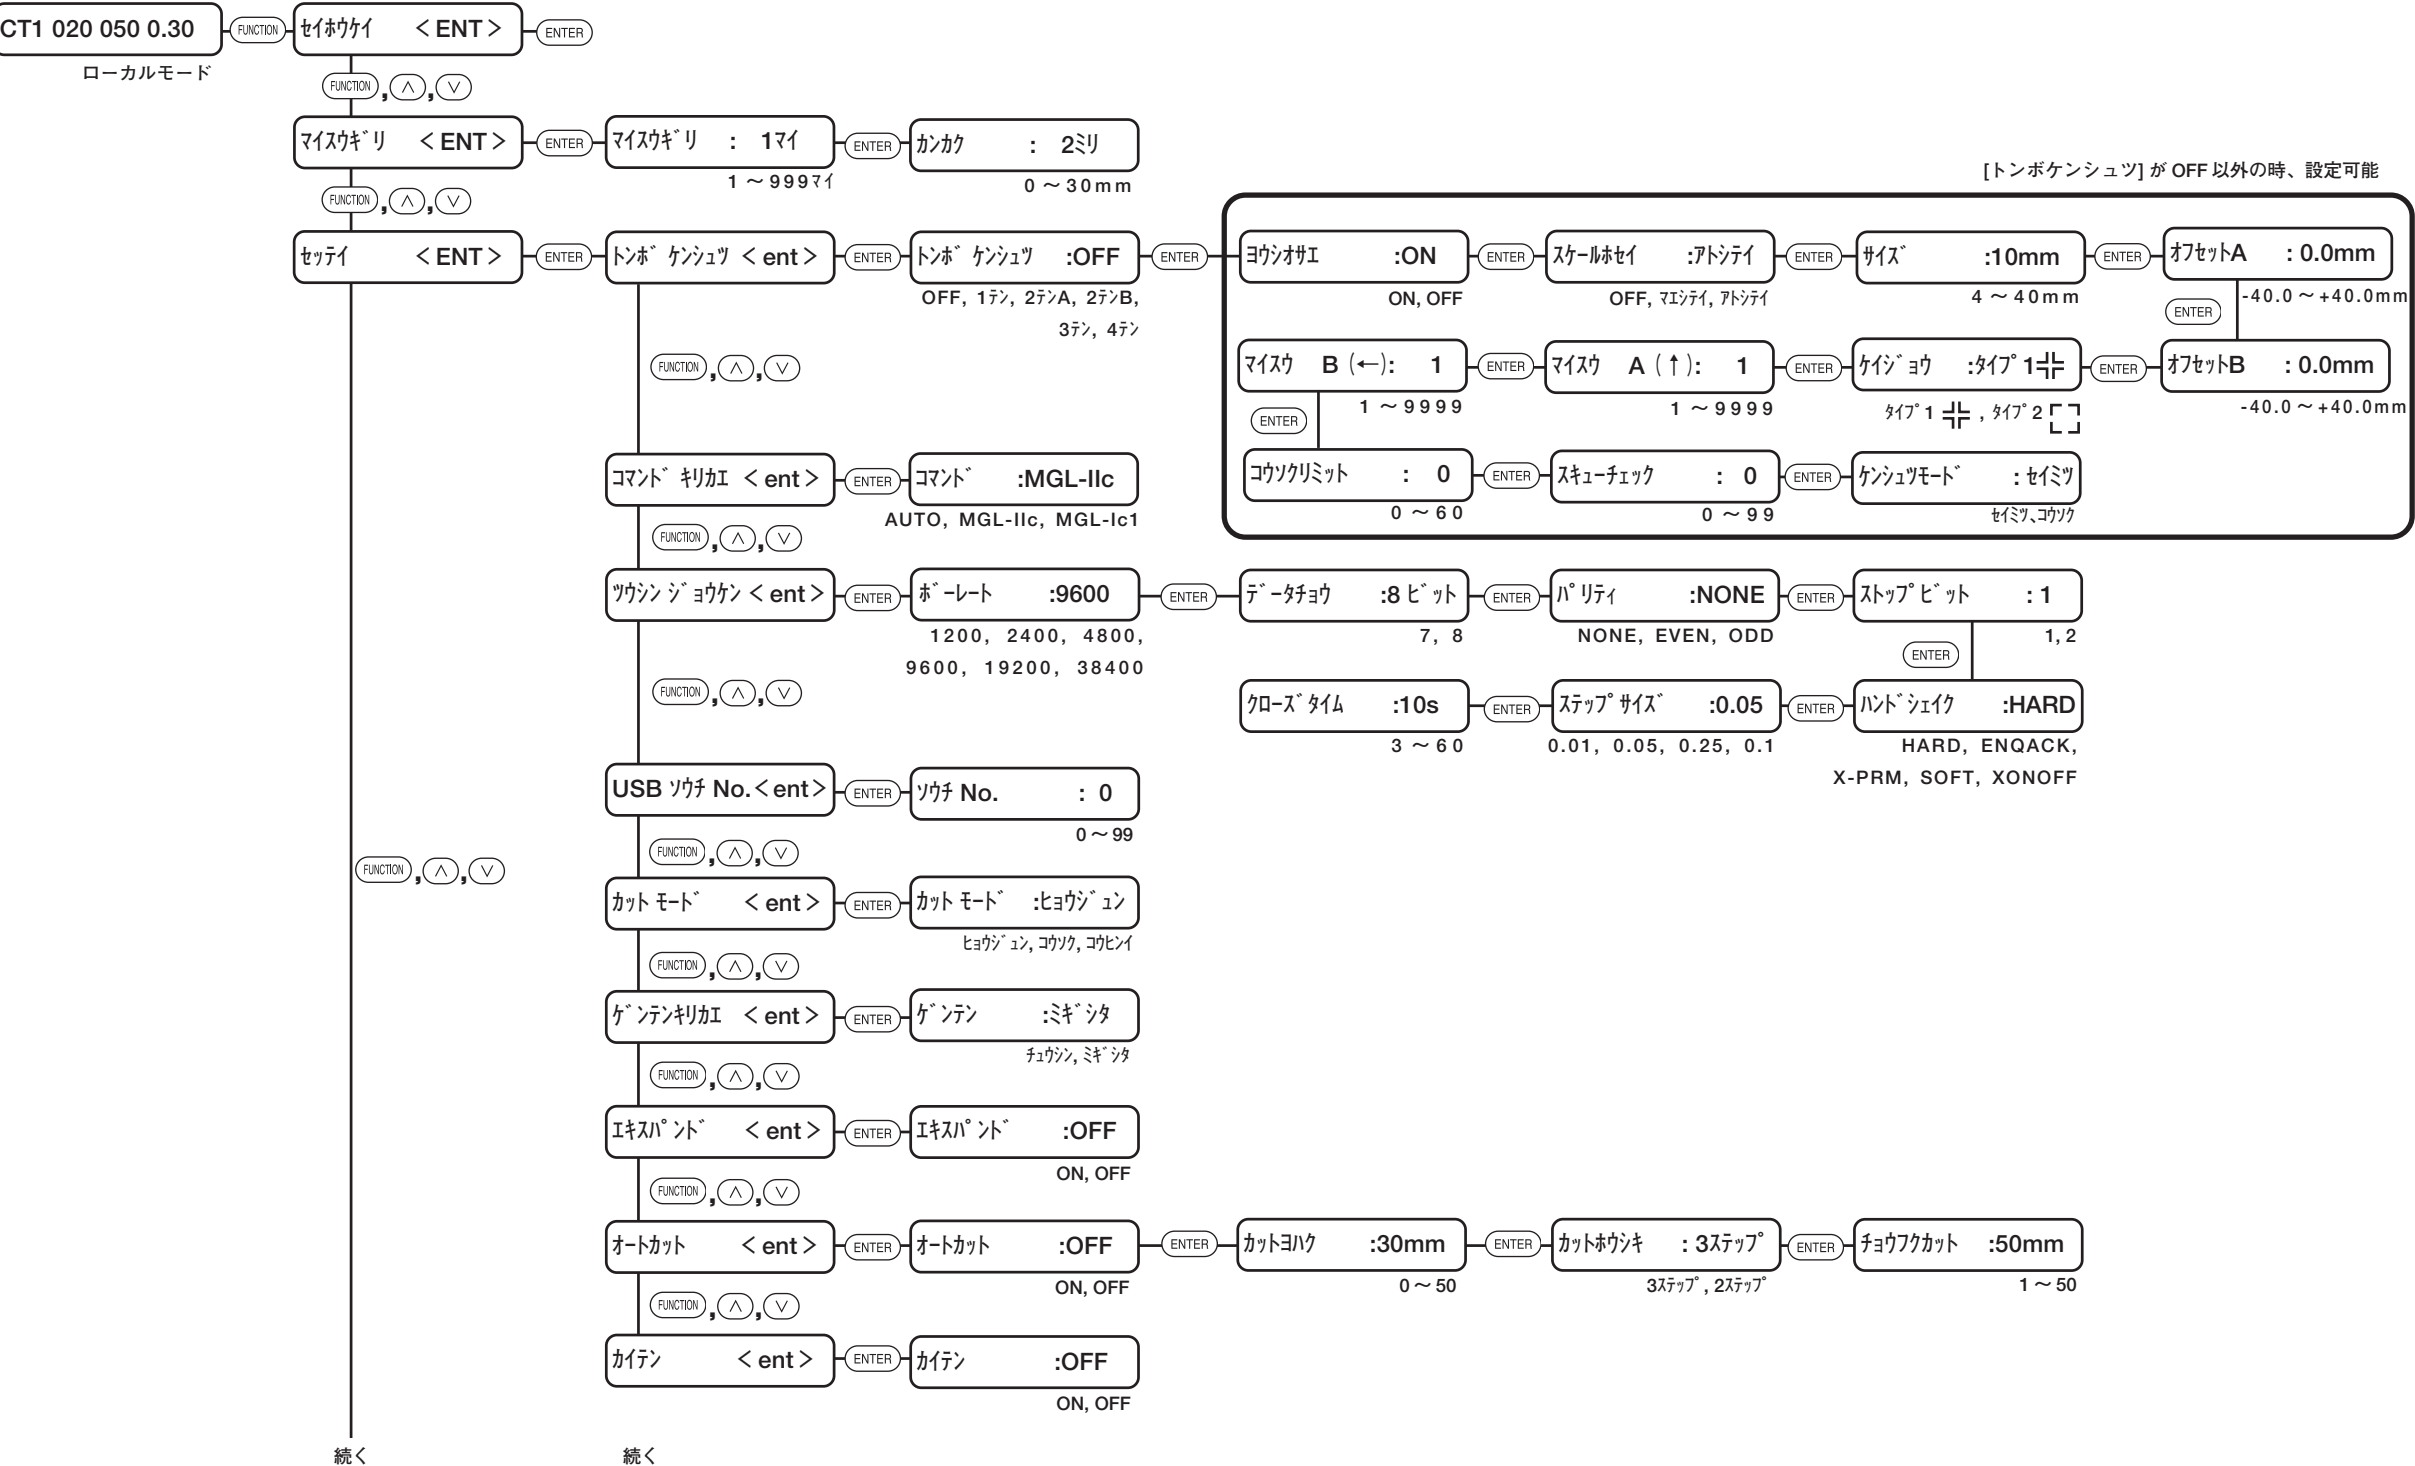 CT1 020 050 0.30 FUNCTION ｾｲﾎｳｹｲ ＜ENT＞ ENTER
ローカルモード
FUNCTION , ∧ , ∨
ﾏｲｽｳｷﾞﾘ ＜ENT＞ ENTER ﾏｲｽｳｷﾞﾘ : 1ﾏｲ ENTER ｶﾝｶｸ : 2ﾐﾘ
1 ～ 999ﾏｲ 0 ～ 30mm
[トンボケンシュツ] が OFF 以外の時、設定可能
FUNCTION , ∧ , ∨
ｾｯﾃｲ ＜ENT＞ ENTER ﾄﾝﾎﾞ ｹﾝｼｭﾂ ＜ent＞ ENTER ﾄﾝﾎﾞ ｹﾝｼｭﾂ :OFF ENTER ﾖｳｼｵｻｴ :ON ENTER ｽｹｰﾙﾎｾｲ :ｱﾄｼﾃｲ ENTER ｻｲｽﾞ :10mm ENTER ｵﾌｾｯﾄA : 0.0mm
OFF, 1ﾃﾝ, 2ﾃﾝA, 2ﾃﾝB, ON, OFF OFF, ﾏｴｼﾃｲ, ｱﾄｼﾃｲ 4 ～ 40mm -40.0 ～ +40.0mm
3ﾃﾝ, 4ﾃﾝ
ENTER
FUNCTION , ∧ , ∨
ﾏｲｽｳ B (←): 1 ENTER ﾏｲｽｳ A (↑): 1 ENTER ｹｲｼﾞｮｳ :ﾀｲﾌﾟ1 ENTER ｵﾌｾｯﾄB : 0.0mm
1 ～ 9999 1 ～ 9999 ﾀｲﾌﾟ1 , ﾀｲﾌﾟ2 -40.0 ～ +40.0mm
ENTER
ｺｳｿｸﾘﾐｯﾄ : 0 ENTER ｽｷｭｰﾁｪｯｸ : 0 ENTER ｹﾝｼｭﾂﾓｰﾄﾞ : ｾｲﾐﾂ
0 ～ 60 0 ～ 99 ｾｲﾐﾂ､ｺｳｿｸ
ｺﾏﾝﾄﾞ ｷﾘｶｴ ＜ent＞ ENTER ｺﾏﾝﾄﾞ :MGL-IIc
AUTO, MGL-IIc, MGL-Ic1
FUNCTION , ∧ , ∨
ﾂｳｼﾝ ｼﾞｮｳｹﾝ ＜ent＞ ENTER ﾎﾞｰﾚｰﾄ :9600 ENTER ﾃﾞｰﾀﾁｮｳ :8 ﾋﾞｯﾄ ENTER ﾊﾟﾘﾃｨ :NONE ENTER ｽﾄｯﾌﾟﾋﾞｯﾄ : 1
1200, 2400, 4800, 7, 8 NONE, EVEN, ODD 1, 2
9600, 19200, 38400
ENTER
FUNCTION , ∧ , ∨
ｸﾛｰｽﾞﾀｲﾑ :10s ENTER ｽﾃｯﾌﾟｻｲｽﾞ :0.05 ENTER ﾊﾝﾄﾞｼｪｲｸ :HARD
3 ～ 60 0.01, 0.05, 0.25, 0.1 HARD, ENQACK,
X-PRM, SOFT, XONOFF
USB ｿｳﾁ No.＜ent＞ ENTER ｿｳﾁ No. : 0
0 ～ 99
FUNCTION , ∧ , ∨
FUNCTION , ∧ , ∨
ｶｯﾄ ﾓｰﾄﾞ ＜ent＞ ENTER ｶｯﾄ ﾓｰﾄﾞ :ﾋｮｳｼﾞｭﾝ
ﾋｮｳｼﾞｭﾝ, ｺｳｿｸ, ｺｳﾋﾝｲ
FUNCTION , ∧ , ∨
ｹﾞﾝﾃﾝｷﾘｶｴ ＜ent＞ ENTER ｹﾞﾝﾃﾝ :ﾐｷﾞｼﾀ
ﾁｭｳｼﾝ, ﾐｷﾞｼﾀ
FUNCTION , ∧ , ∨
ｴｷｽﾊﾟﾝﾄﾞ ＜ent＞ ENTER ｴｷｽﾊﾟﾝﾄﾞ :OFF
ON, OFF
FUNCTION , ∧ , ∨
ｵｰﾄｶｯﾄ ＜ent＞ ENTER ｵｰﾄｶｯﾄ :OFF ENTER ｶｯﾄﾖﾊｸ :30mm ENTER ｶｯﾄﾎｳｼｷ : 3ｽﾃｯﾌﾟ ENTER ﾁｮｳﾌｸｶｯﾄ :50mm
ON, OFF 0 ～ 50 3ｽﾃｯﾌﾟ, 2ｽﾃｯﾌﾟ 1 ～ 50
FUNCTION , ∧ , ∨
ｶｲﾃﾝ ＜ent＞ ENTER ｶｲﾃﾝ :OFF
ON, OFF
続く 続く